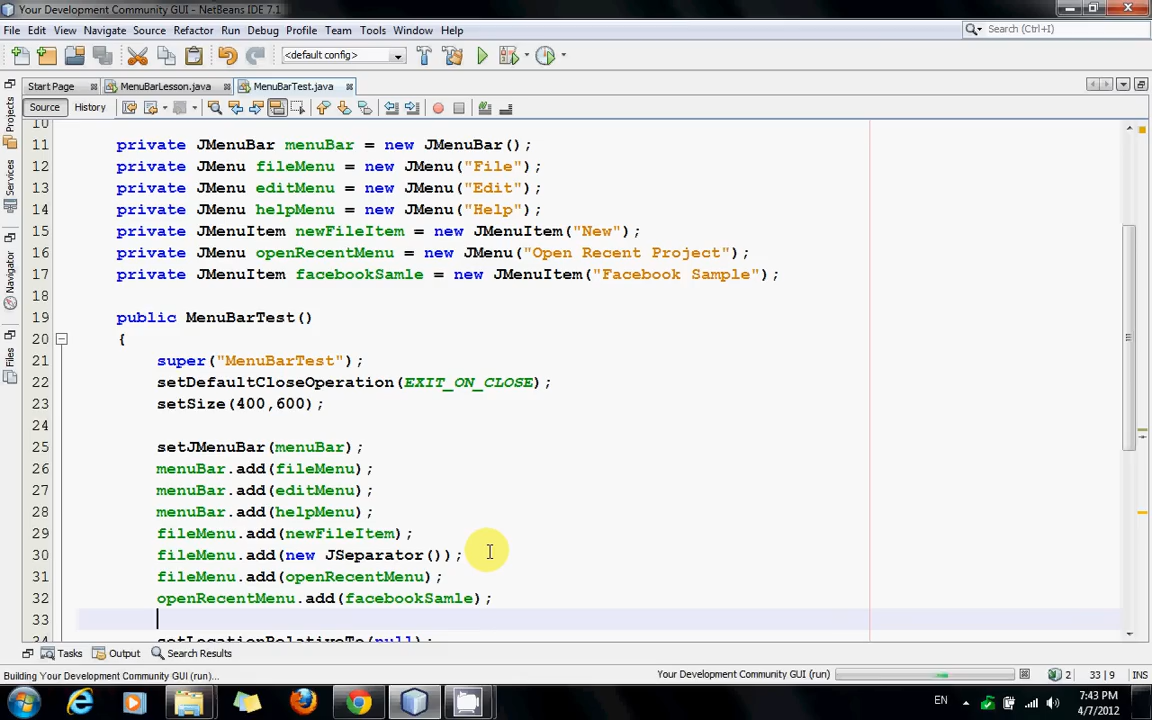 Your Development Community GUI - NetBeans IDE 7.1
File Edit View Navigate Source Refactor Run Debug Profile Team Tools Window Help
Search (Ctrl+I)
<default config>
Start Page MenuBarLesson.java MenuBarTest.java
Source History
Projects
Services
Navigator
Files
10
11 private JMenuBar menuBar = new JMenuBar();
12 private JMenu fileMenu = new JMenu("File");
13 private JMenu editMenu = new JMenu("Edit");
14 private JMenu helpMenu = new JMenu("Help");
15 private JMenuItem newFileItem = new JMenuItem("New");
16 private JMenu openRecentMenu = new JMenu("Open Recent Project");
17 private JMenuItem facebookSamle = new JMenuItem("Facebook Sample");
18
19 public MenuBarTest()
20 {
21 super("MenuBarTest");
22 setDefaultCloseOperation(EXIT_ON_CLOSE);
23 setSize(400,600);
24
25 setJMenuBar(menuBar);
26 menuBar.add(fileMenu);
27 menuBar.add(editMenu);
28 menuBar.add(helpMenu);
29 fileMenu.add(newFileItem);
30 fileMenu.add(new JSeparator());
31 fileMenu.add(openRecentMenu);
32 openRecentMenu.add(facebookSamle);
33
34 setLocationRelativeTo(null);
Tasks Output Search Results
Building Your Development Community GUI (run)... Your Development Community GUI (run) 2 33|9 INS
EN 7:43 PM
4/7/2012